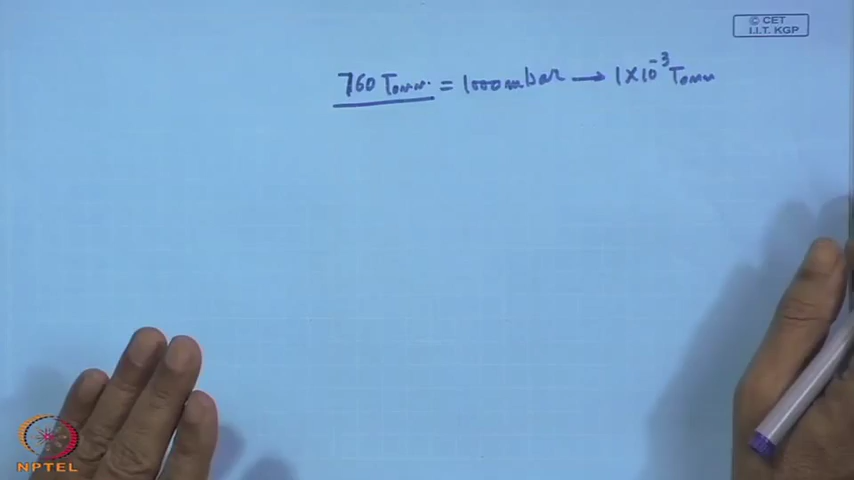 © CET
I.I.T. KGP
760 Torr = 1000 mbar → 1 × 10⁻³ Torr
NPTEL